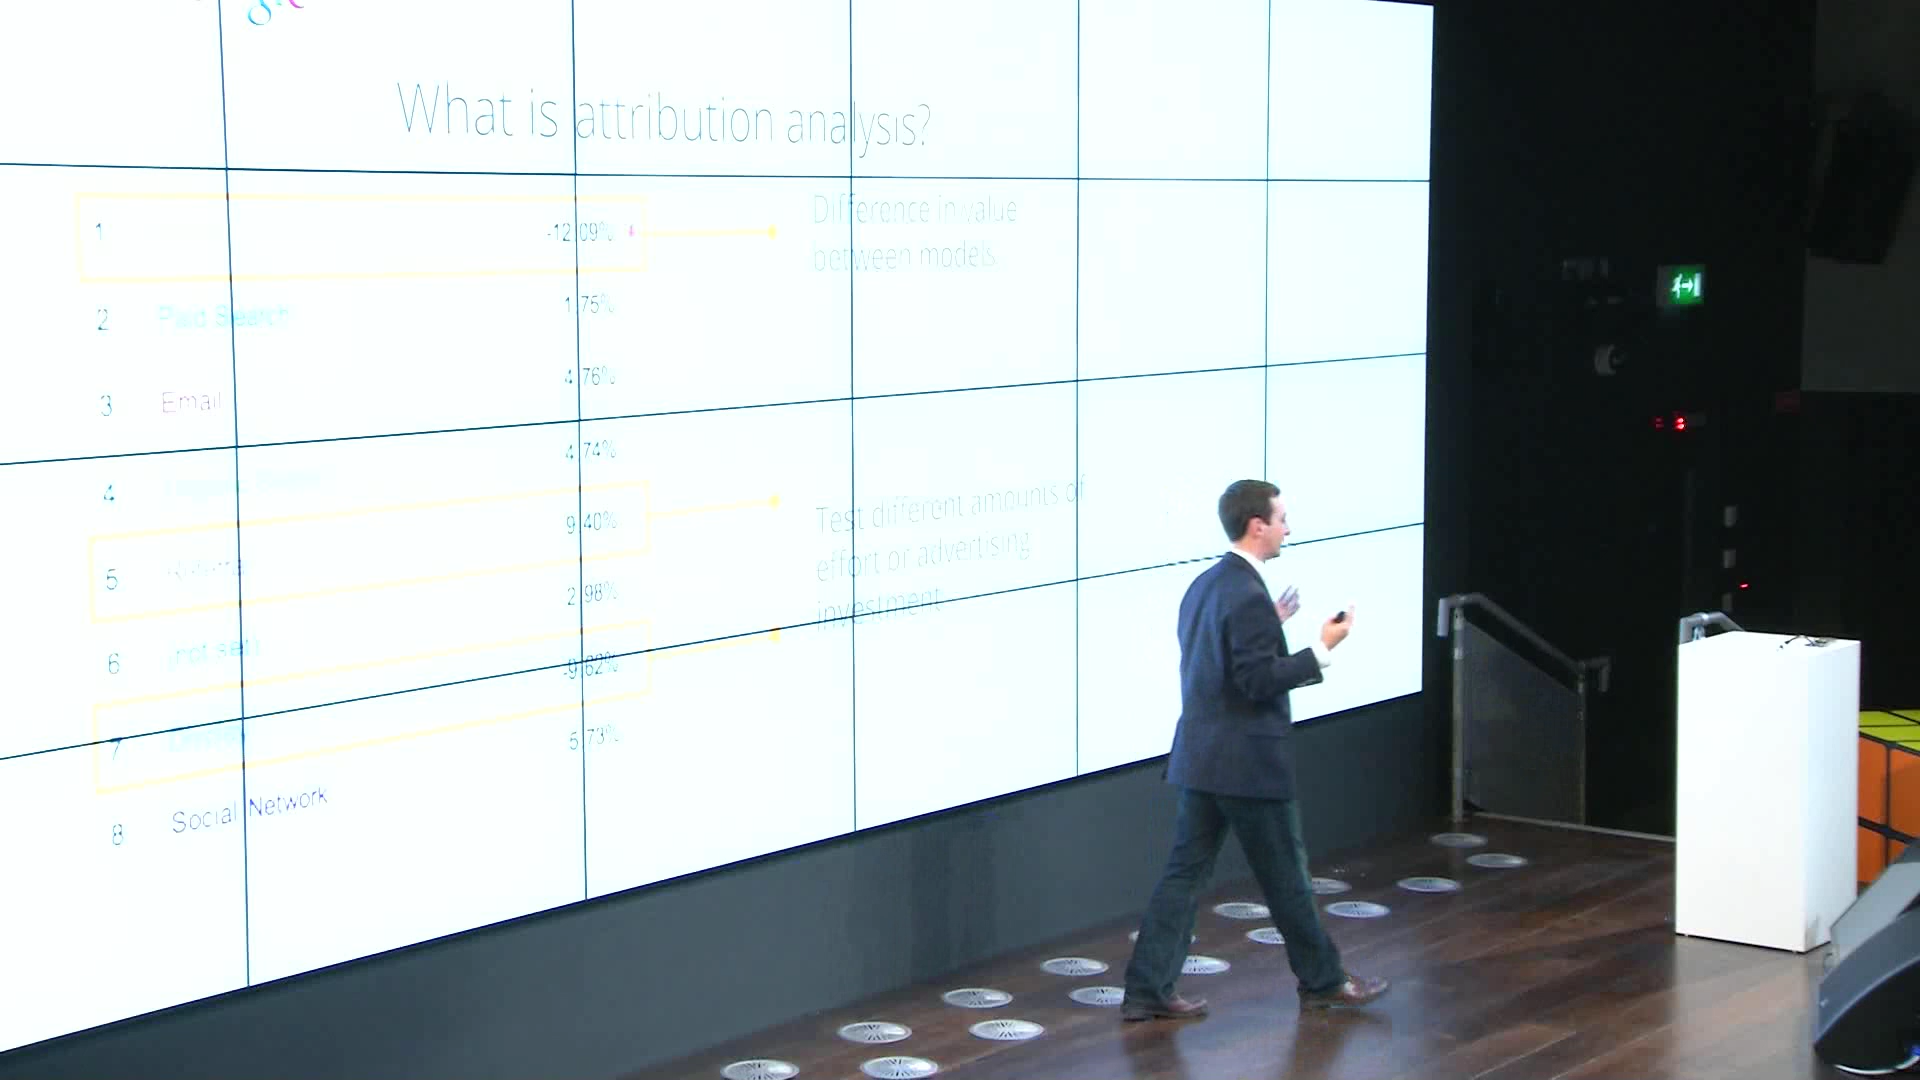 What is attribution analysis?
1 -12.09%
Difference in value
between models.
2 Paid Search 1.75%
3 Email 4.76%
4 4.74%
5 9.40%
Test different amounts of
effort or advertising
investment
6 (not set) 2.98%
7 -9.62%
8 Social Network 5.73%